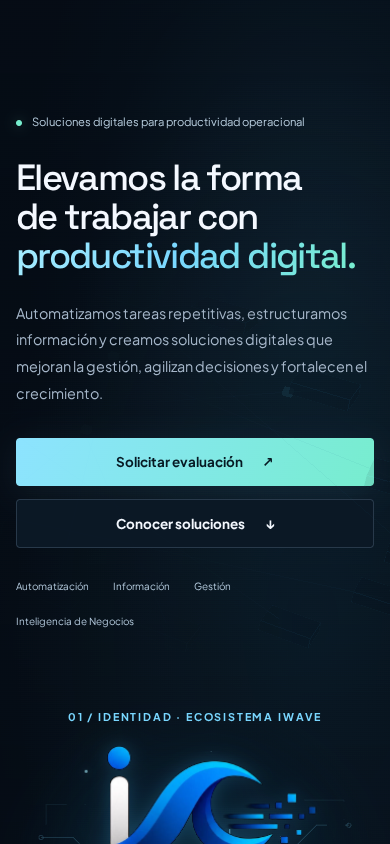 Soluciones digitales para productividad operacional
Elevamos la forma
de trabajar con
productividad digital.
Automatizamos tareas repetitivas, estructuramos
información y creamos soluciones digitales que
mejoran la gestión, agilizan decisiones y fortalecen el
crecimiento.
Solicitar evaluación ↗
Conocer soluciones ↓
Automatización Información Gestión
Inteligencia de Negocios
01 / IDENTIDAD · ECOSISTEMA IWAVE